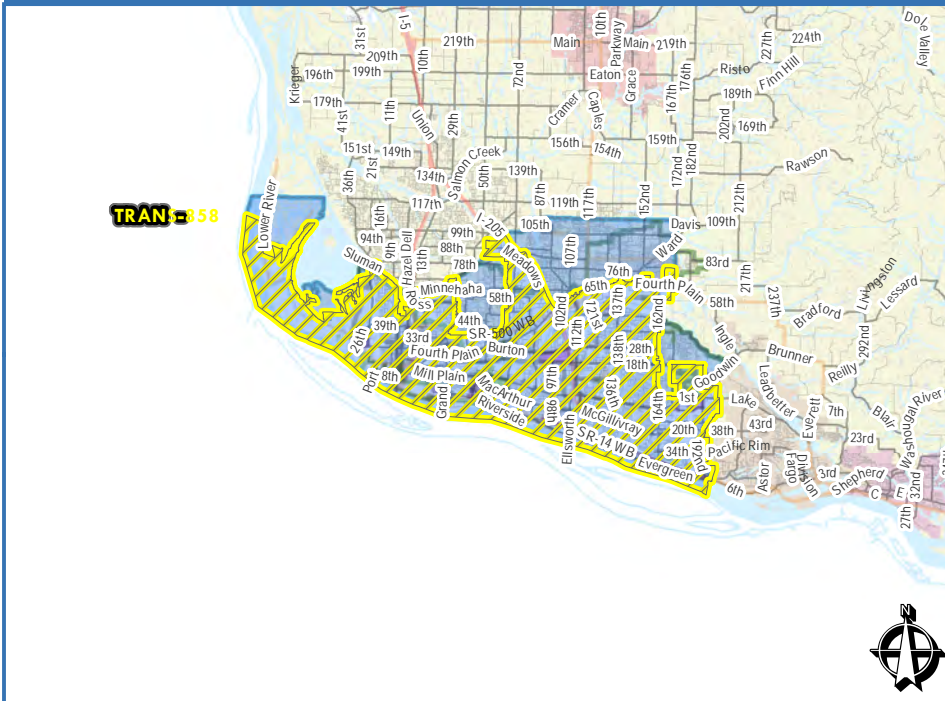 I-5
10th
Main
10th
Parkway
Main
219th
227th
224th
Dole Valley
31st
219th
209th
10th
72nd
199th
196th
Krieger
Eaton
Grace
167th
176th
Risto
Finn Hill
189th
179th
41st
11th
Union
29th
Cramer
Caples
202nd
169th
151st
149th
21st
36th
Salmon Creek
50th
139th
156th
154th
159th
172nd
182nd
Rawson
134th
87th
119th
117th
152nd
212th
Lower River
117th
16th
TRANS-858
I-205
105th
Davis
109th
94th
9th
Hazel Dell
13th
99th
88th
78th
Meadows
107th
Ward
83rd
Sluman
Minnehaha
Ross
58th
76th
65th
Fourth Plain
217th
237th
Livingston
Lessard
58th
Bradford
26th
39th
33rd
44th
SR-500 WB
102nd
112th
121st
137th
162nd
Ingle
292nd
Fourth Plain
Burton
138th
28th
18th
Brunner
Reilly
Goodwin
Leadbetter
Port
8th
Mill Plain
Grand
MacArthur
Riverside
97th
98th
136th
164th
1st
Lake
Everett
7th
Blair
Washougal River
McGillivray
20th
38th
43rd
23rd
Ellsworth
SR-14 WB
34th
192nd
Pacific Rim
Evergreen
6th
Astor
Fargo
Division
3rd
Shepherd
C
E
32nd
27th
N